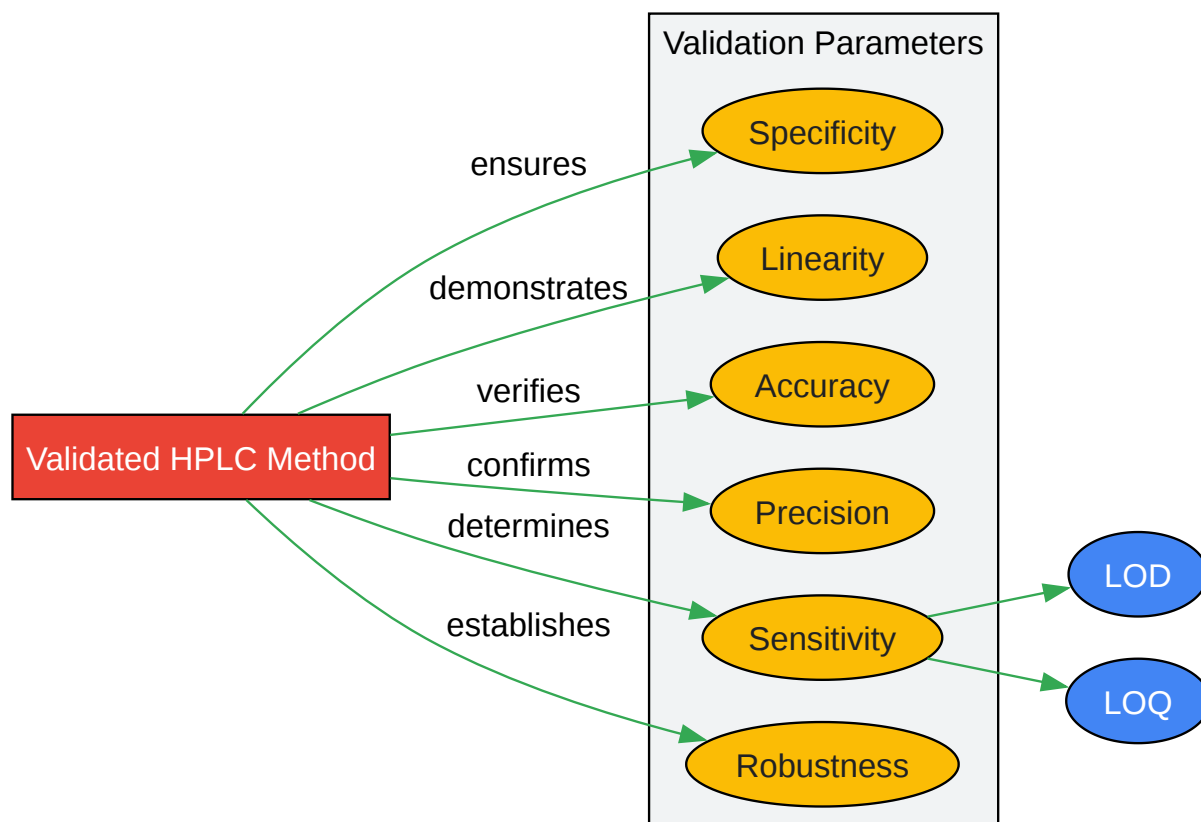 Validation Parameters
Specificity
ensures
Linearity
demonstrates
Accuracy
verifies
Validated HPLC Method
confirms
Precision
determines
LOD
Sensitivity
establishes
LOQ
Robustness